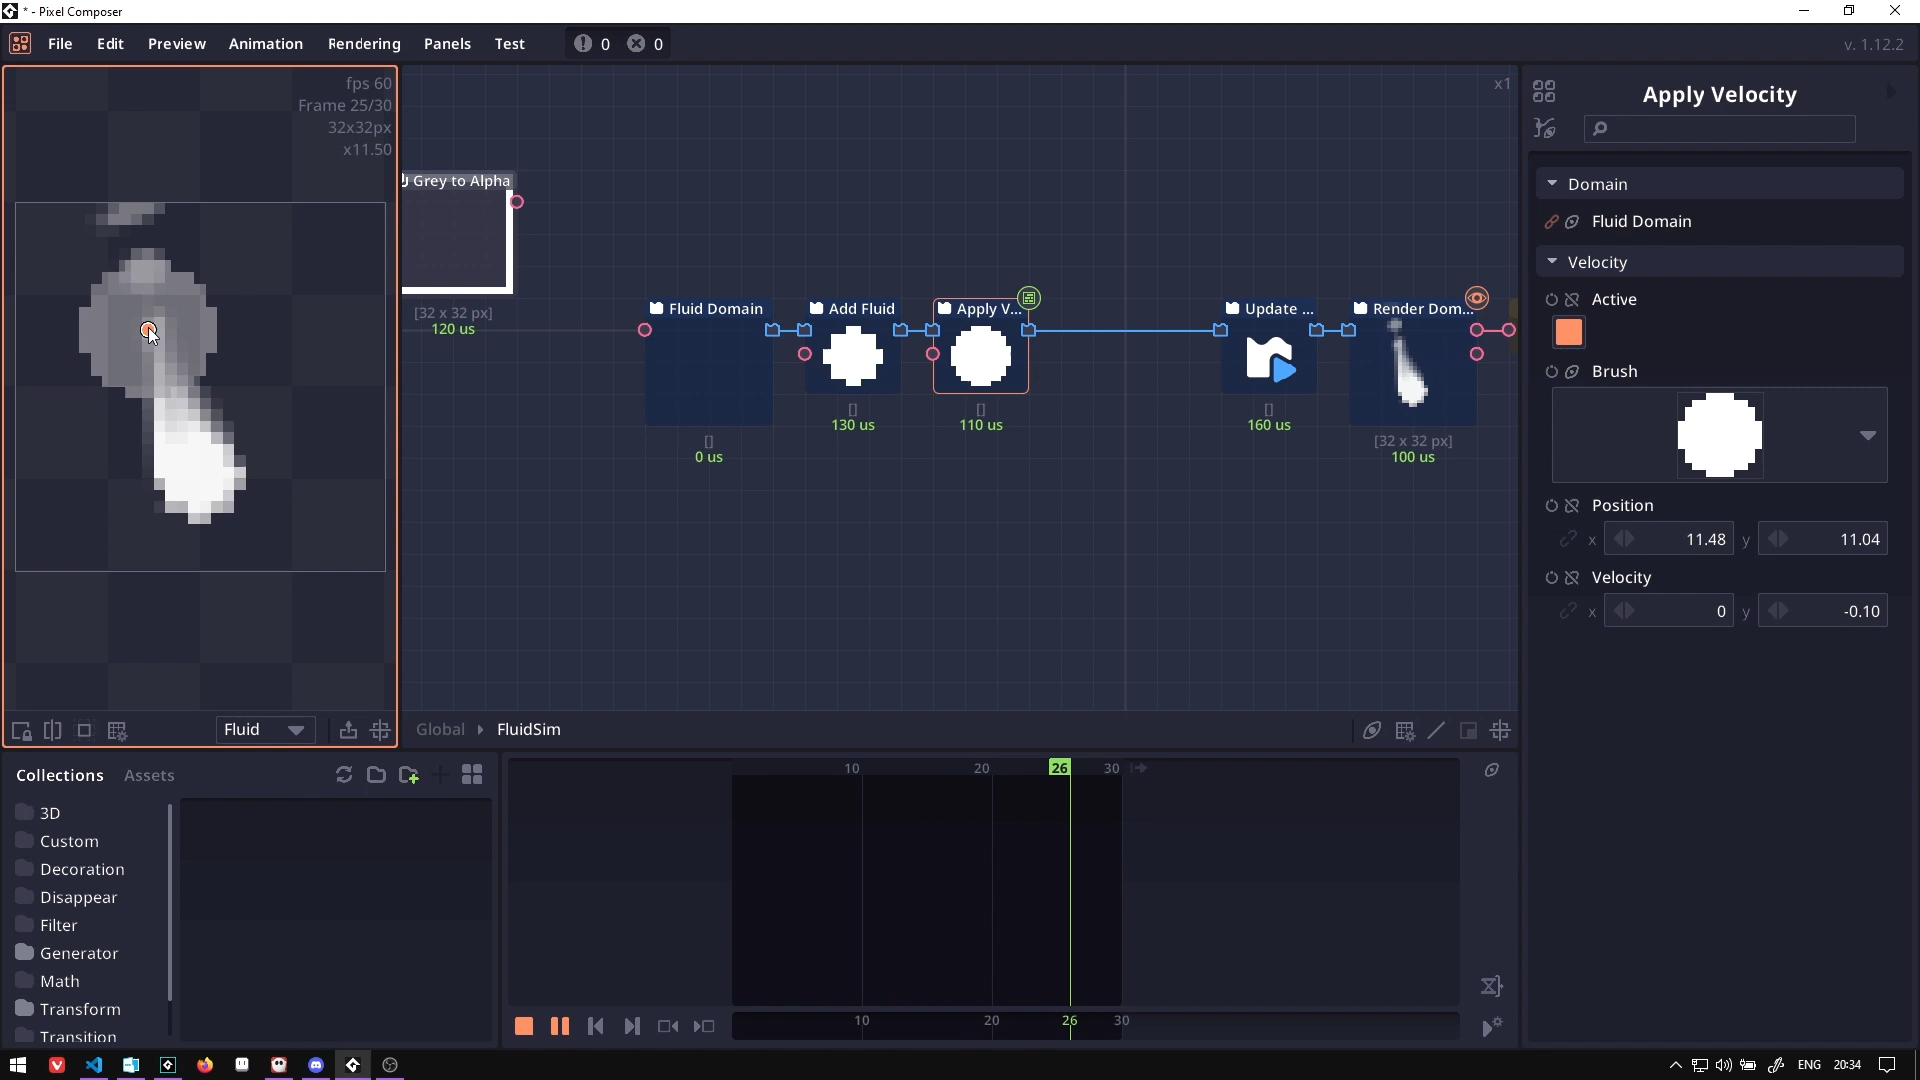 * - Pixel Composer
File Edit Preview Animation Rendering Panels Test 0 0 v. 1.12.2
fps 60
Frame 25/30
32x32px
x11.50
x1
Grey to Alpha
[32 x 32 px]
120 us
Fluid Domain
[]
0 us
Add Fluid
[]
130 us
Apply V...
[]
110 us
Update ...
160 us
[]
Render Dom...
[32 x 32 px]
100 us
Fluid
Global FluidSim
Apply Velocity
Domain
Fluid Domain
Velocity
Active
Brush
Position
x 11.48 y 11.04
Velocity
x 0 y -0.10
Collections Assets
3D
Custom
Decoration
Disappear
Filter
Generator
Math
Transform
Transition
10 20 26 30
10 20 26 30
ENG 20:34